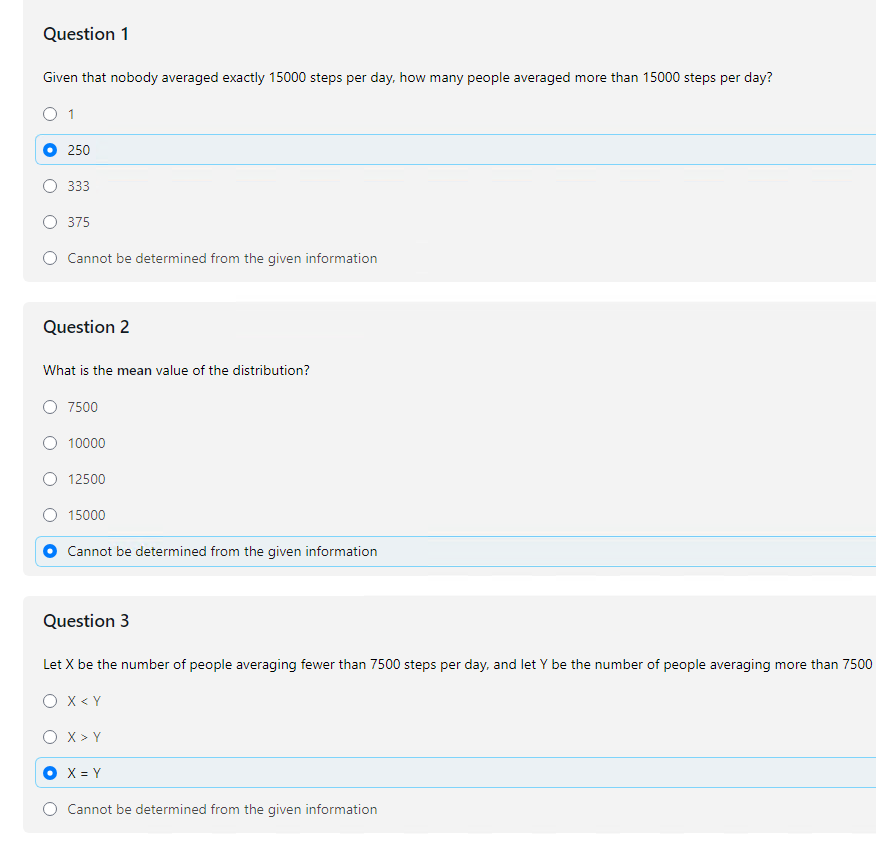 Question 1
Given that nobody averaged exactly 15000 steps per day, how many people averaged more than 15000 steps per day?
1
250
333
375
Cannot be determined from the given information
Question 2
What is the mean value of the distribution?
7500
10000
12500
15000
Cannot be determined from the given information
Question 3
Let X be the number of people averaging fewer than 7500 steps per day, and let Y be the number of people averaging more than 7500
X < Y
X > Y
X = Y
Cannot be determined from the given information